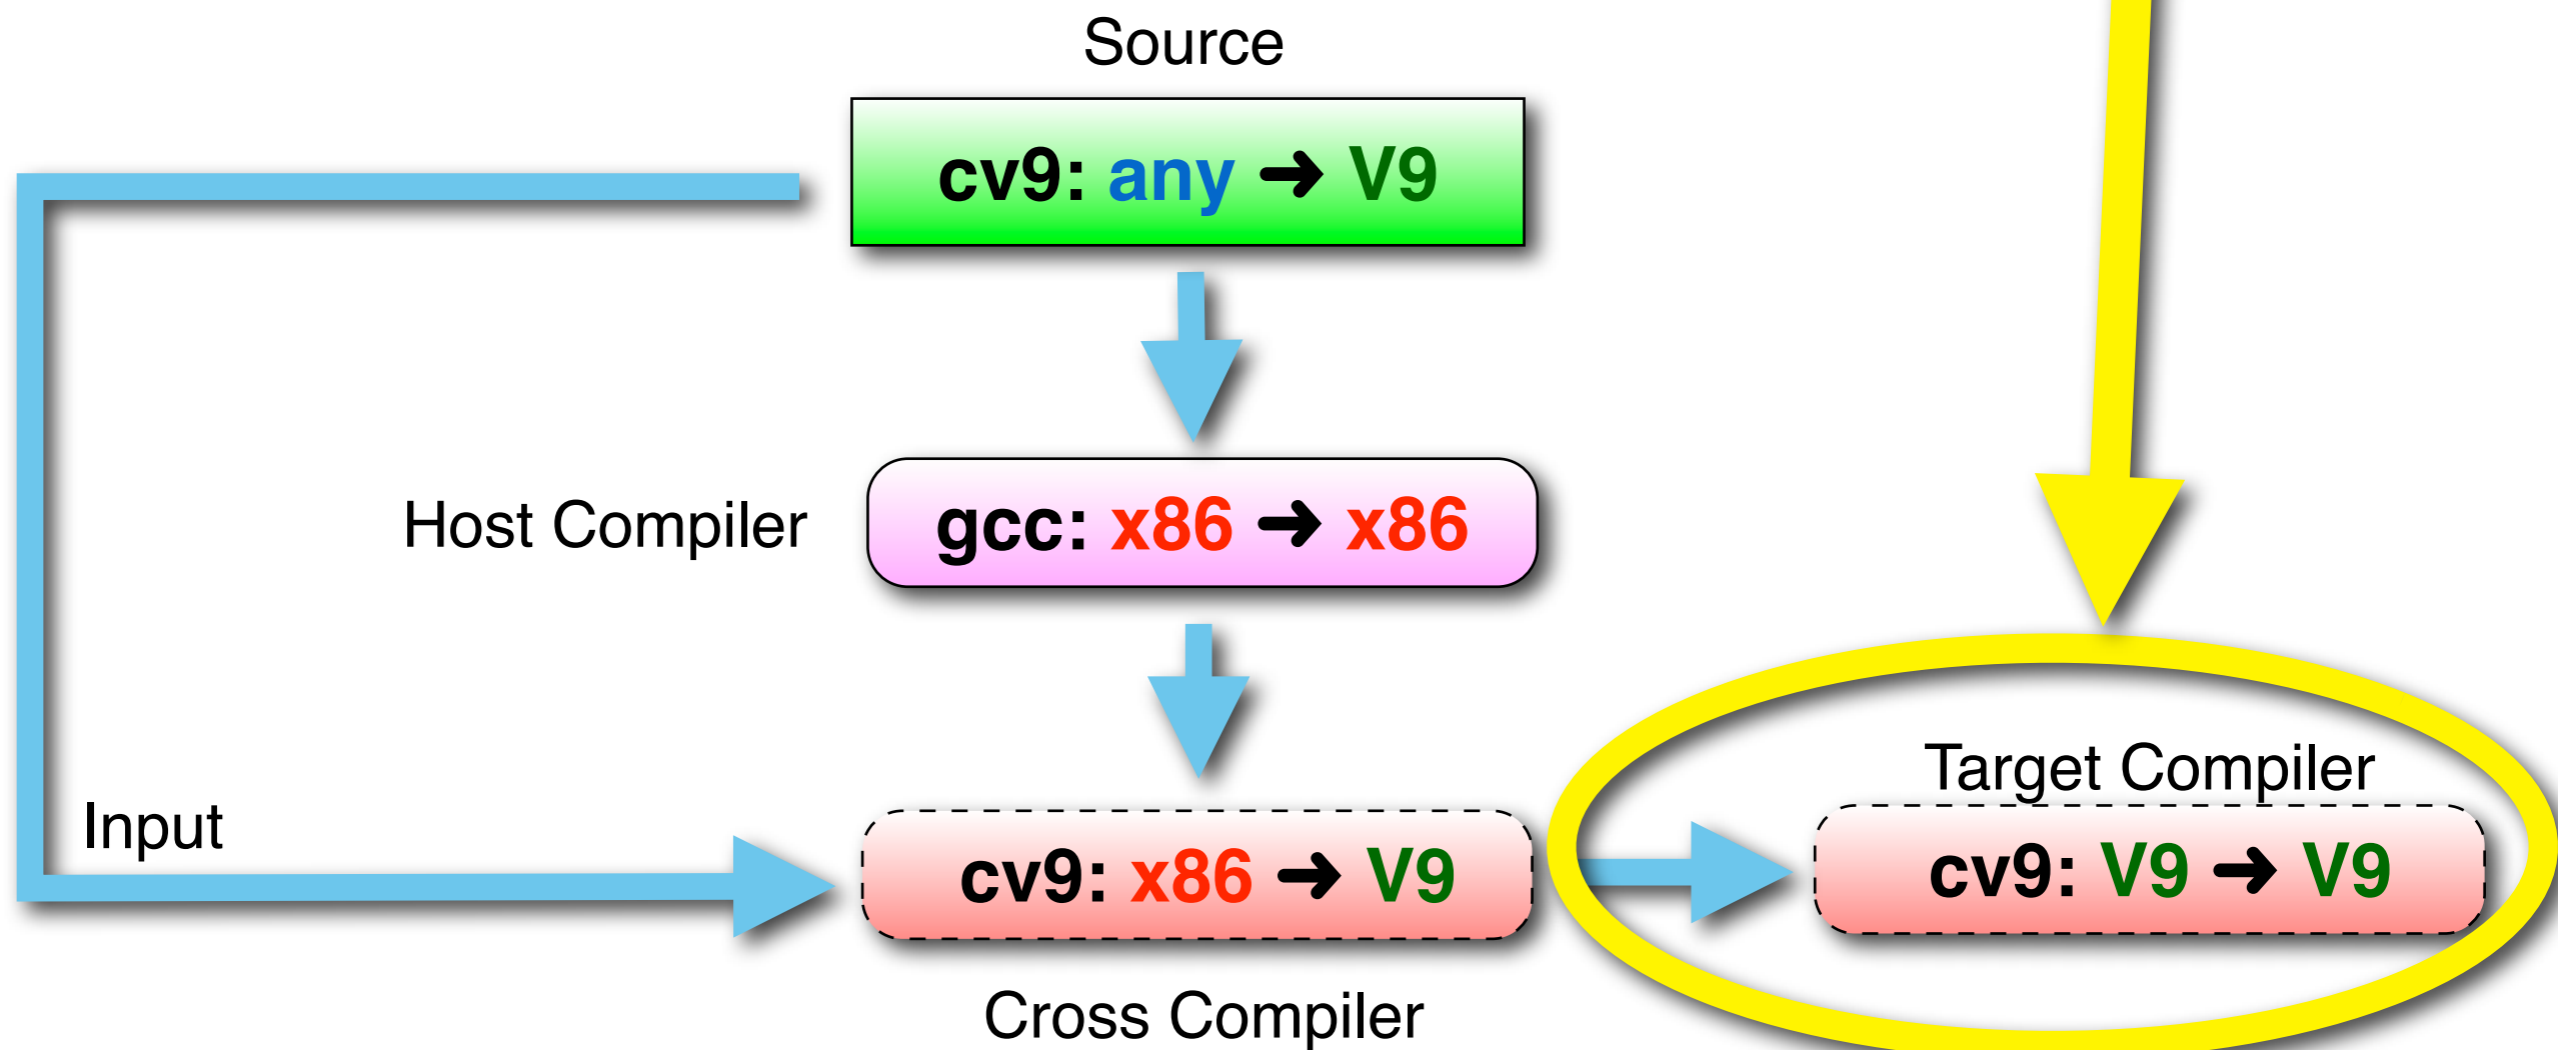 Source
cv9: any → V9
Host Compiler
gcc: x86 → x86
Input
Target Compiler
cv9: x86 → V9
cv9: V9 → V9
Cross Compiler